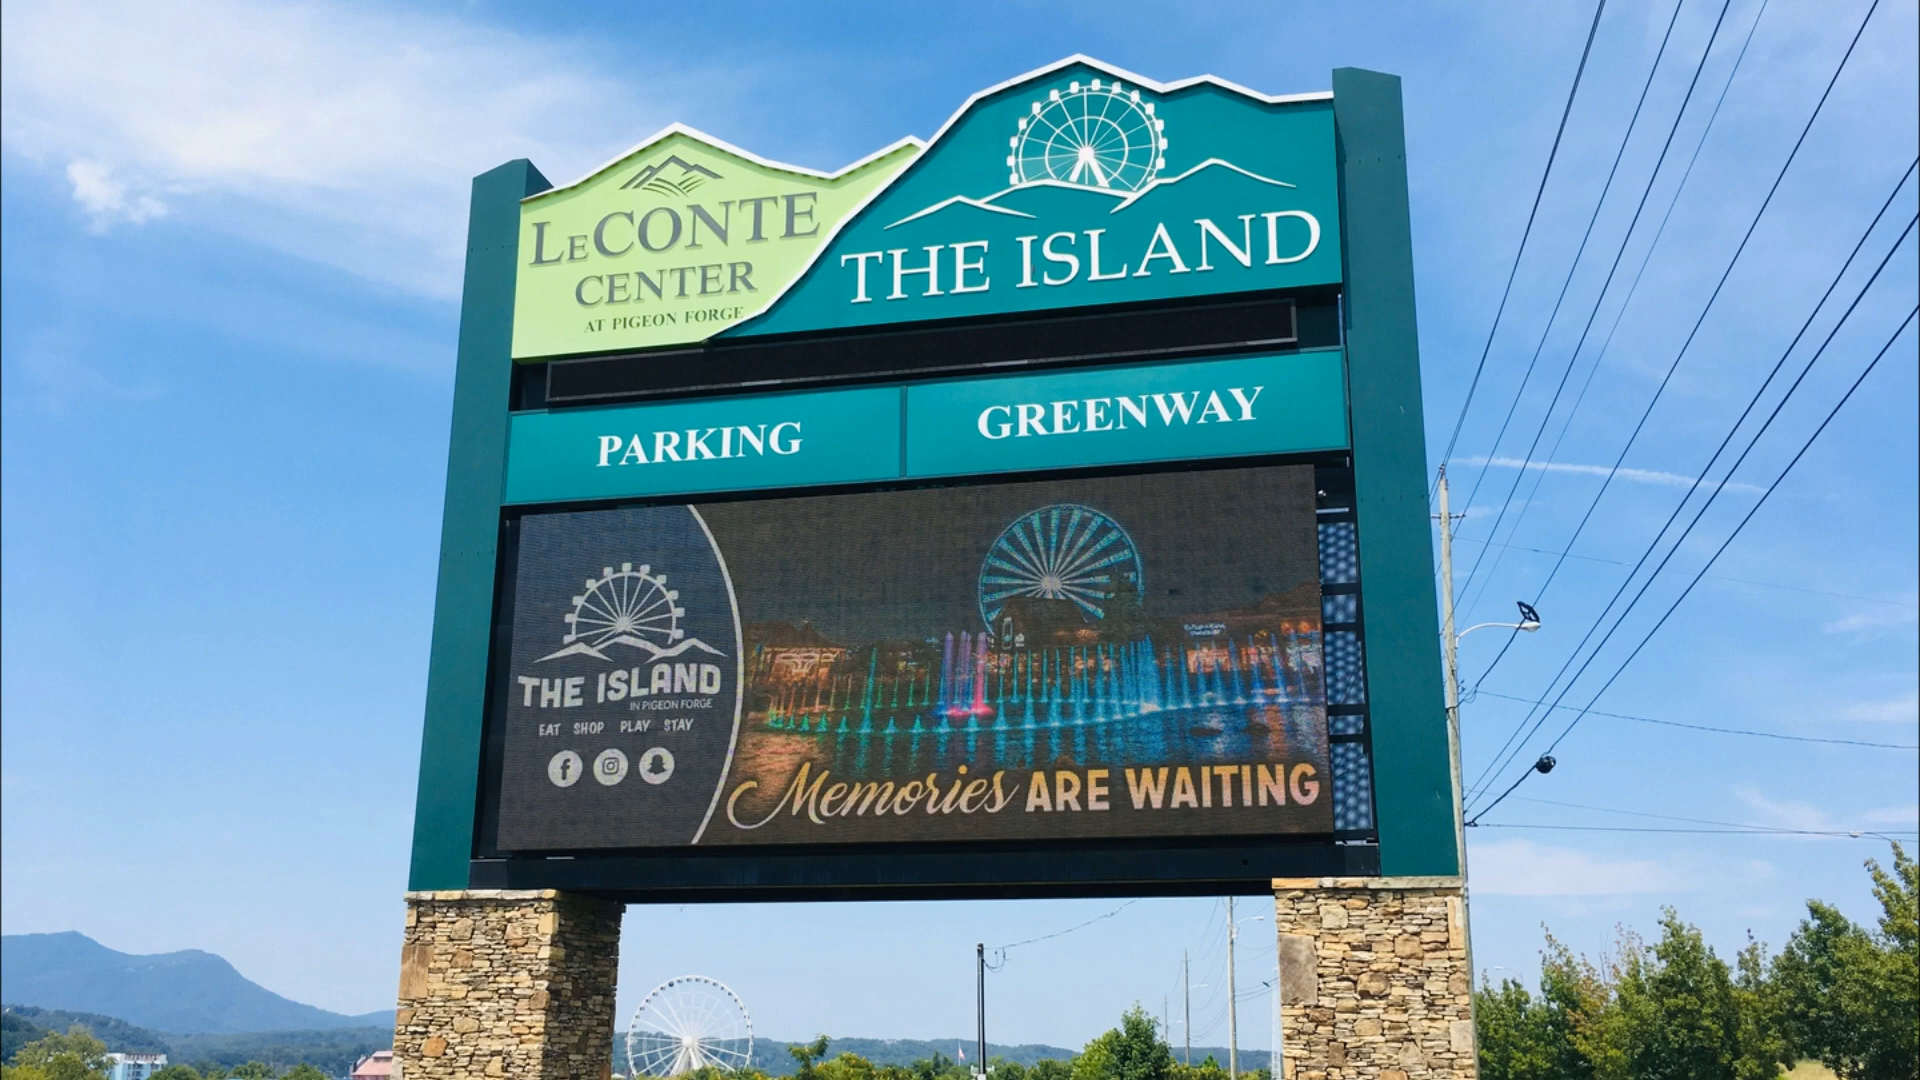 LeCONTE
CENTER
AT PIGEON FORGE
THE ISLAND
PARKING
GREENWAY
THE ISLAND
IN PIGEON FORGE
EAT SHOP PLAY STAY
Memories ARE WAITING